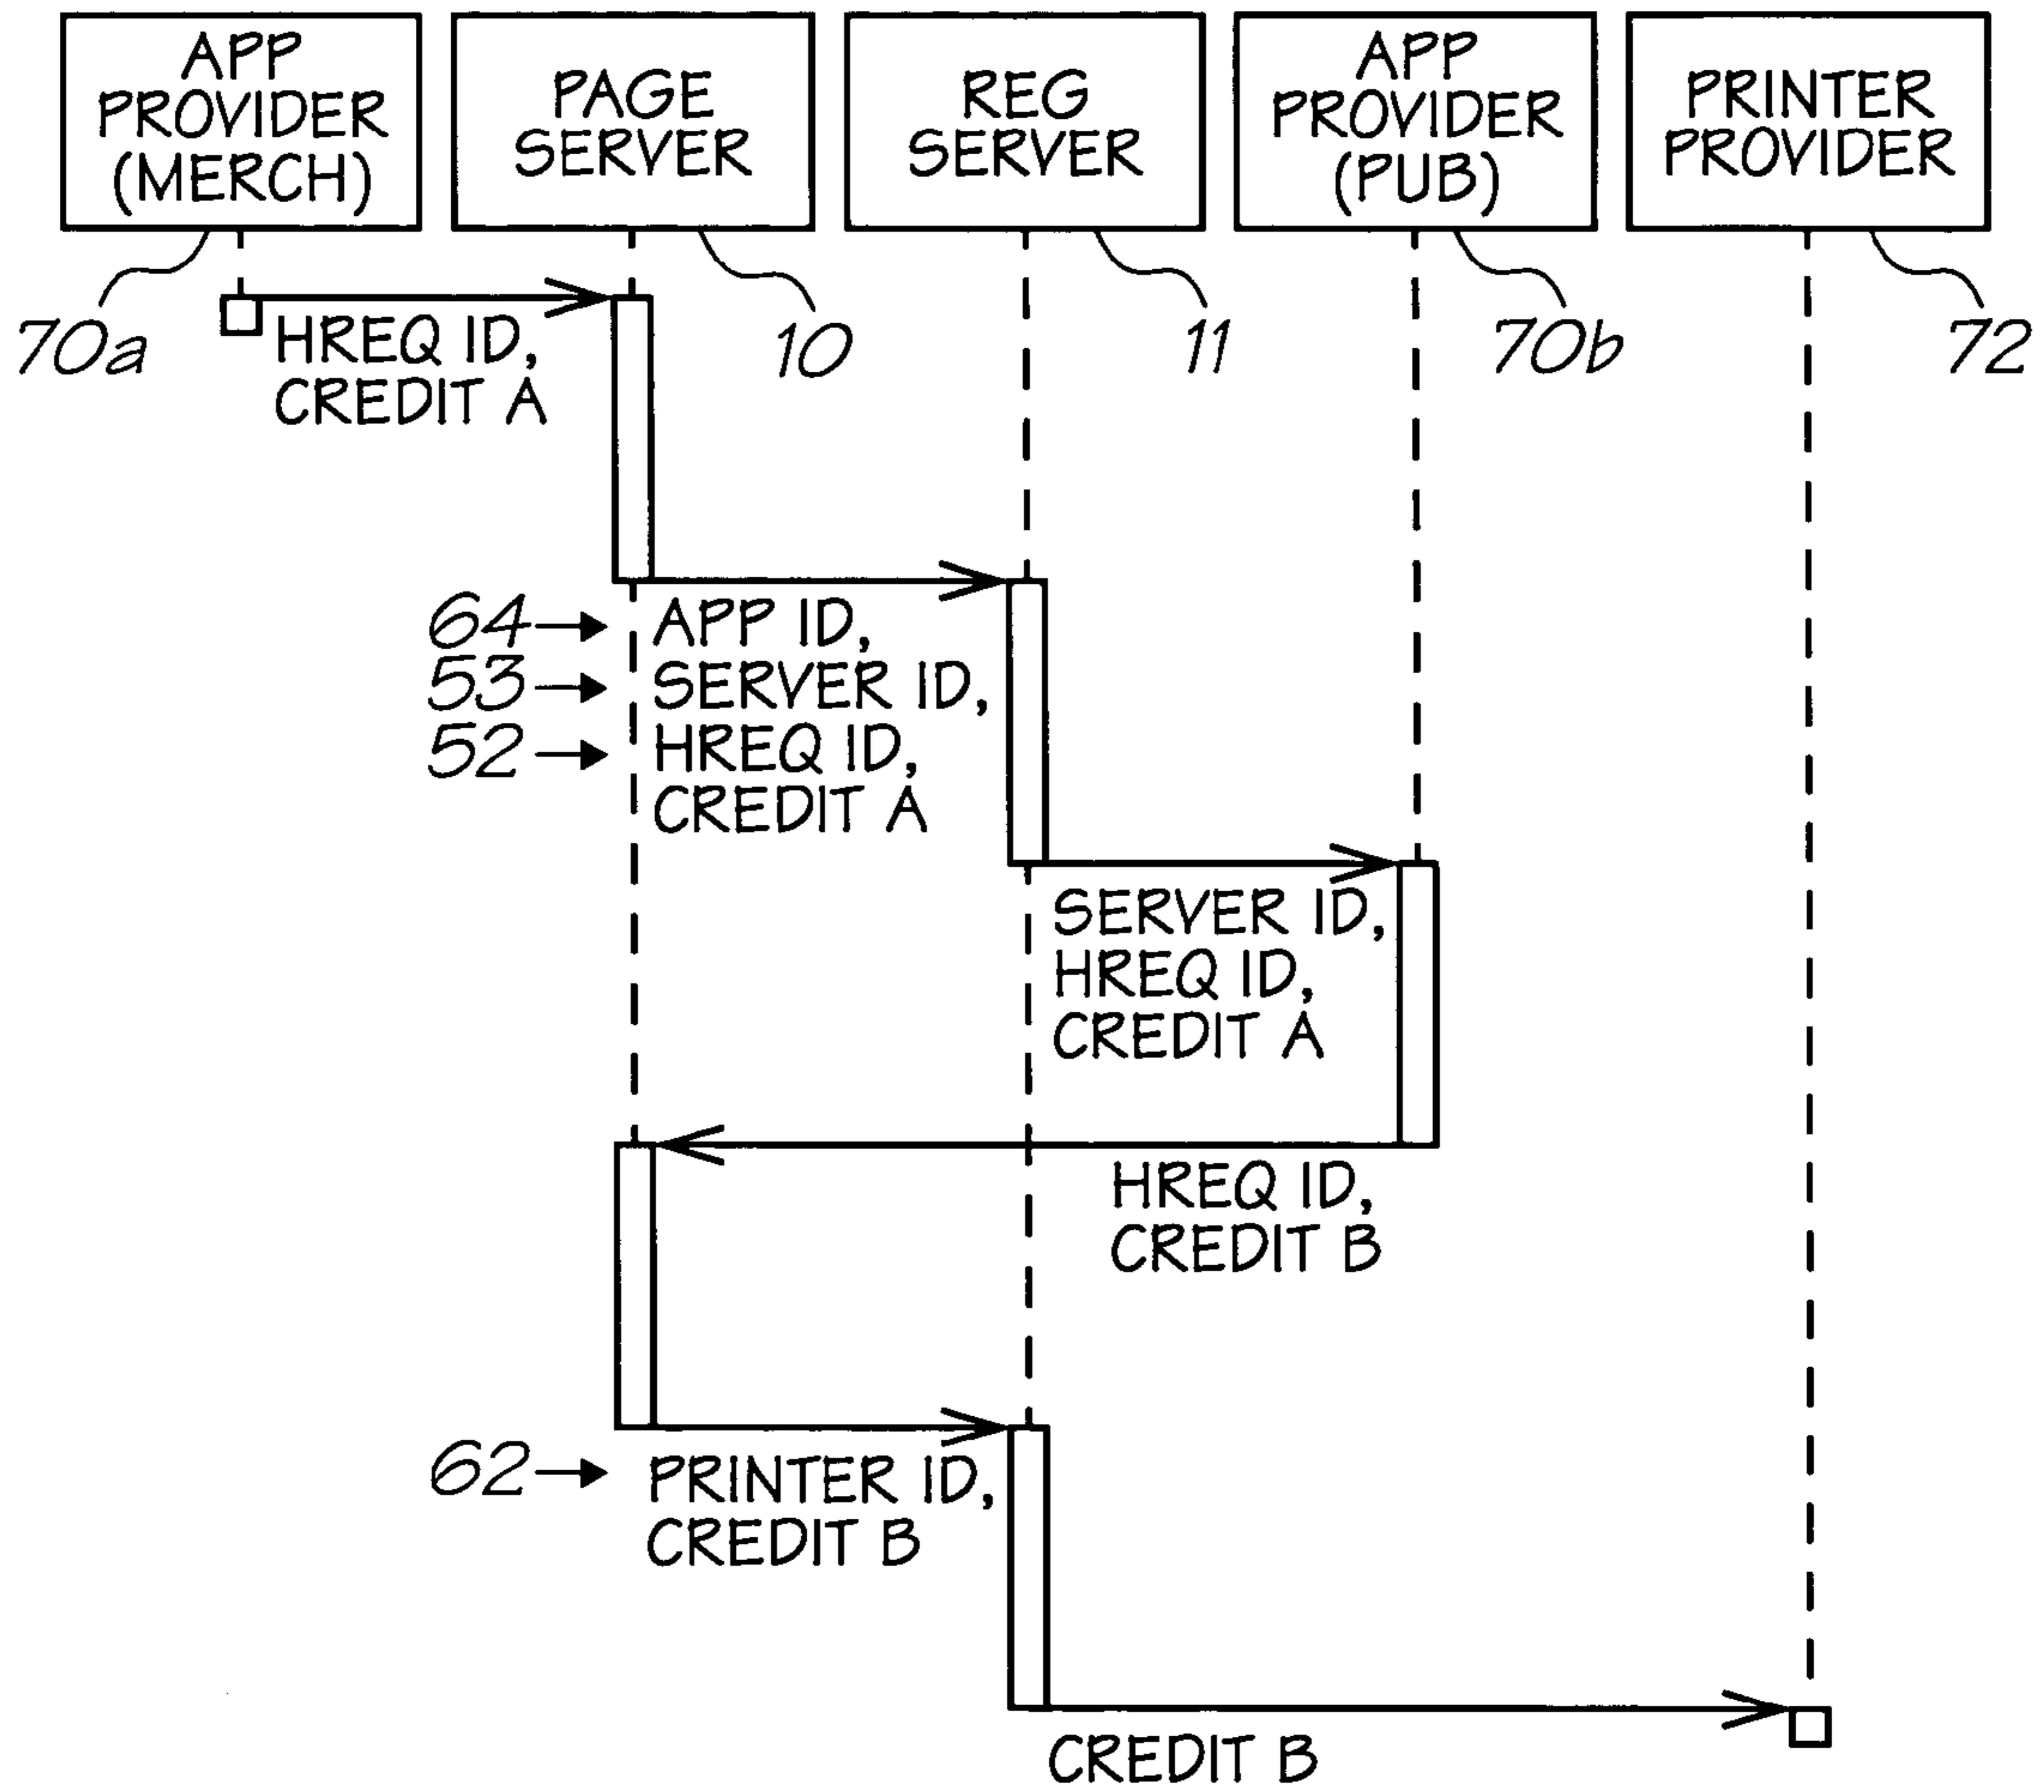 APP
PROVIDER
(MERCH)
PAGE
SERVER
REG
SERVER
APP
PROVIDER
(PUB)
PRINTER
PROVIDER
70a
10
11
70b
72
HREQ ID,
CREDIT A
64
APP ID,
53
SERVER ID,
52
HREQ ID,
CREDIT A
SERVER ID,
HREQ ID,
CREDIT A
HREQ ID,
CREDIT B
62
PRINTER ID,
CREDIT B
CREDIT B